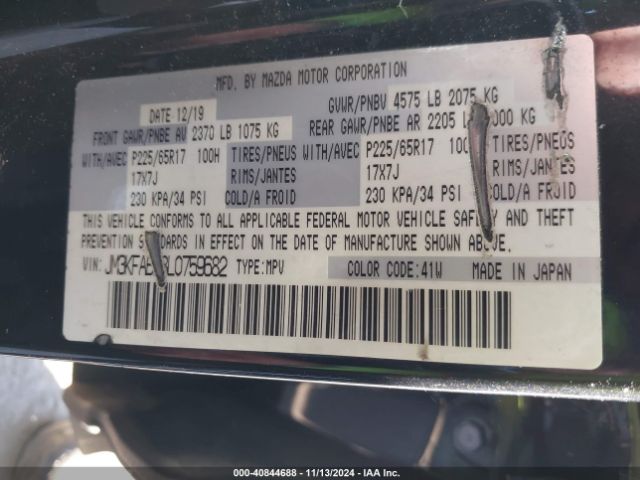 MFD. BY MAZDA MOTOR CORPORATION
DATE 12/19 GVWR/PNBV 4575 LB 2075 KG
FRONT GAWR/PNBE AV 2370 LB 1075 KG REAR GAWR/PNBE AR 2205 KG
WITH/AVEC P225/65R17 100H TIRES/PNEUS WITH/AVEC P225/65R17 TIRES/PNEUS
17X7J RIMS/JANTES 17X7J RIMS/JANTES
230 KPA/34 PSI COLD/A FROID 230 KPA/34 PSI COLD/A FROID
THIS VEHICLE CONFORMS TO ALL APPLICABLE FEDERAL MOTOR VEHICLE AND THEFT
PREVENTION IN EFFECT ON THE DATE OF MANUFACTURE SHOWN ABOVE.
VIN: TYPE:MPV COLOR CODE:41W MADE IN JAPAN
000-40844688 - 11/13/2024 - IAA Inc.